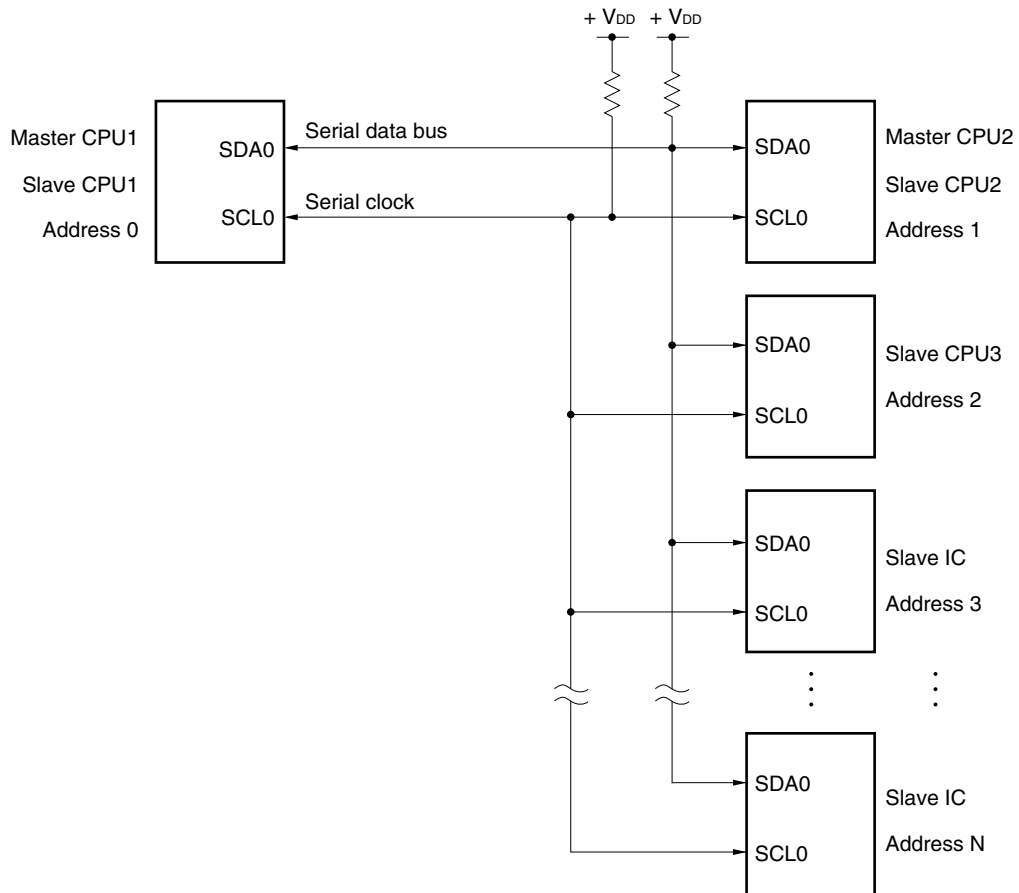 + VDD
+ VDD
Master CPU1
Slave CPU1
Address 0
SDA0
SCL0
Serial data bus
Serial clock
SDA0
SCL0
Master CPU2
Slave CPU2
Address 1
SDA0
SCL0
Slave CPU3
Address 2
SDA0
SCL0
Slave IC
Address 3
SDA0
SCL0
Slave IC
Address N